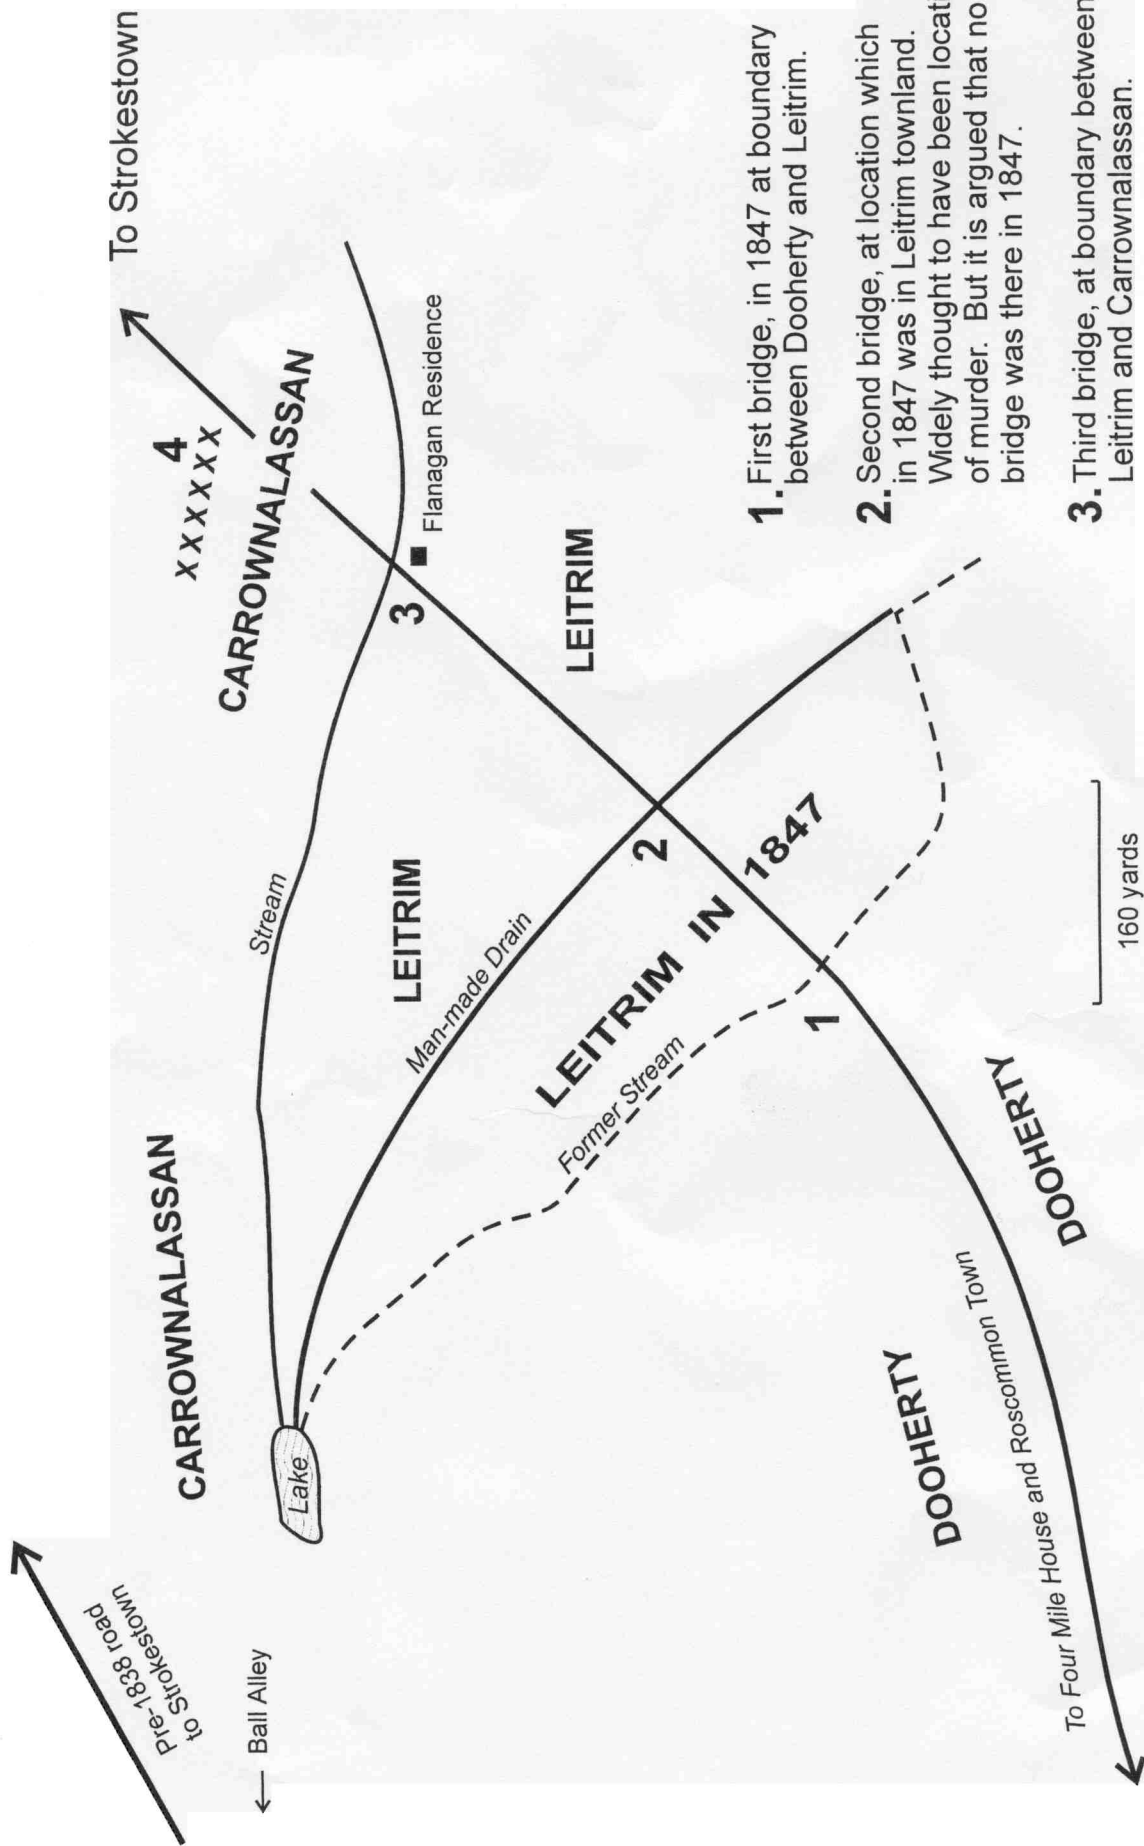 Pre-1838 road
to Strokestown
← Ball Alley
Lake
CARROWNALASSAN
Stream
CARROWNALASSAN
4
X X X X X X
To Strokestown
3
Flanagan Residence
LEITRIM
LEITRIM
Man-made Drain
2
LEITRIM IN 1847
Former Stream
1
DOOHERTY
DOOHERTY
To Four Mile House and Roscommon Town
160 yards
1. First bridge, in 1847 at boundary
between Dooherty and Leitrim.
2. Second bridge, at location which
in 1847 was in Leitrim townland.
Widely thought to have been locati
of murder. But it is argued that no
bridge was there in 1847.
3. Third bridge, at boundary between
Leitrim and Carrownalassan.